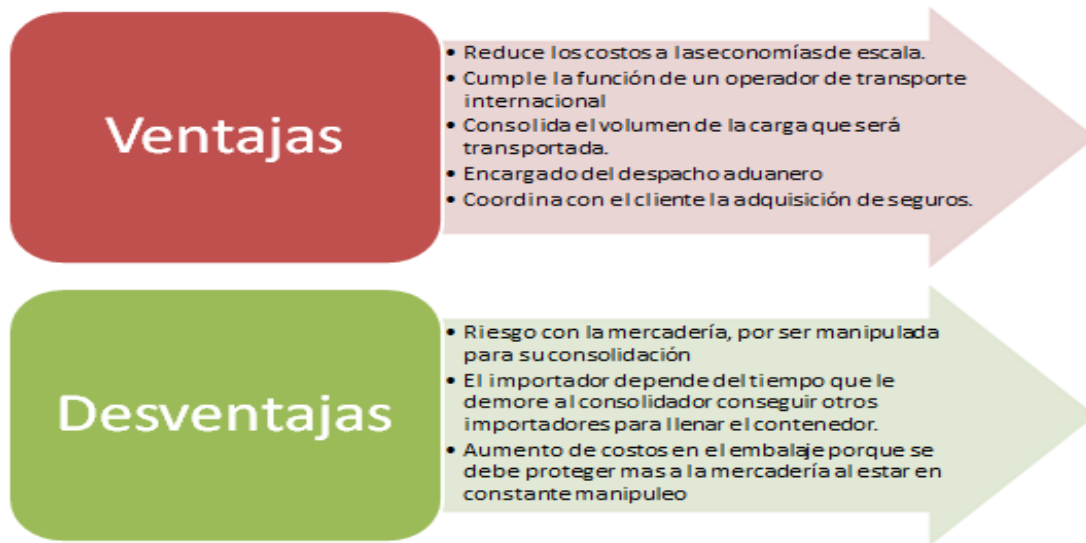 Ventajas
• Reduce los costos a las economías de escala.
• Cumple la función de un operador de transporte
internacional
• Consolida el volumen de la carga que será
transportada.
• Encargado del despacho aduanero
• Coordina con el cliente la adquisición de seguros.
Desventajas
• Riesgo con la mercadería, por ser manipulada
para su consolidación
• El importador depende del tiempo que le
demore al consolidador conseguir otros
importadores para llenar el contenedor.
• Aumento de costos en el embalaje porque se
debe proteger mas a la mercadería al estar en
constante manipuleo